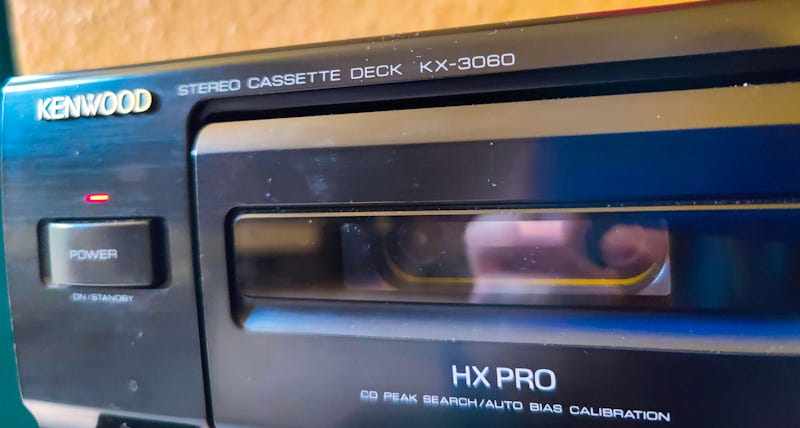 KENWOOD
STEREO CASSETTE DECK KX-3060
POWER
ON/STANDBY
HX PRO
CD PEAK SEARCH/AUTO BIAS CALIBRATION